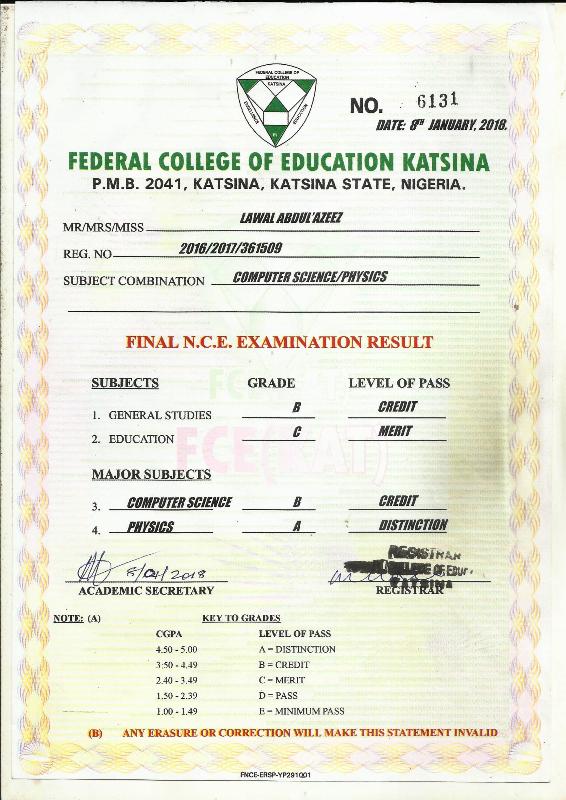 FEDERAL COLLEGE OF
EDUCATION
KATSINA
NO. 6131
DATE: 8TH JANUARY, 2018.
FEDERAL COLLEGE OF EDUCATION KATSINA
P.M.B. 2041, KATSINA, KATSINA STATE, NIGERIA.
MR/MRS/MISS LAWAL ABDUL'AZEEZ
REG. NO 2016/2017/361509
SUBJECT COMBINATION COMPUTER SCIENCE/PHYSICS
FINAL N.C.E. EXAMINATION RESULT
SUBJECTS GRADE LEVEL OF PASS
1. GENERAL STUDIES B CREDIT
2. EDUCATION C MERIT
FCE(KAT)
MAJOR SUBJECTS
3. COMPUTER SCIENCE B CREDIT
4. PHYSICS A DISTINCTION
8/01/2018
REGISTRAR
COLLEGE OF EDUC
KATSINA
ACADEMIC SECRETARY REGISTRAR
NOTE: (A) KEY TO GRADES
CGPA LEVEL OF PASS
4.50 - 5.00 A = DISTINCTION
3:50 - 4.49 B = CREDIT
2.40 - 3.49 C = MERIT
1.50 - 2.39 D = PASS
1.00 - 1.49 E = MINIMUM PASS
(B) ANY ERASURE OR CORRECTION WILL MAKE THIS STATEMENT INVALID
FNCE-ERSP-YP291001